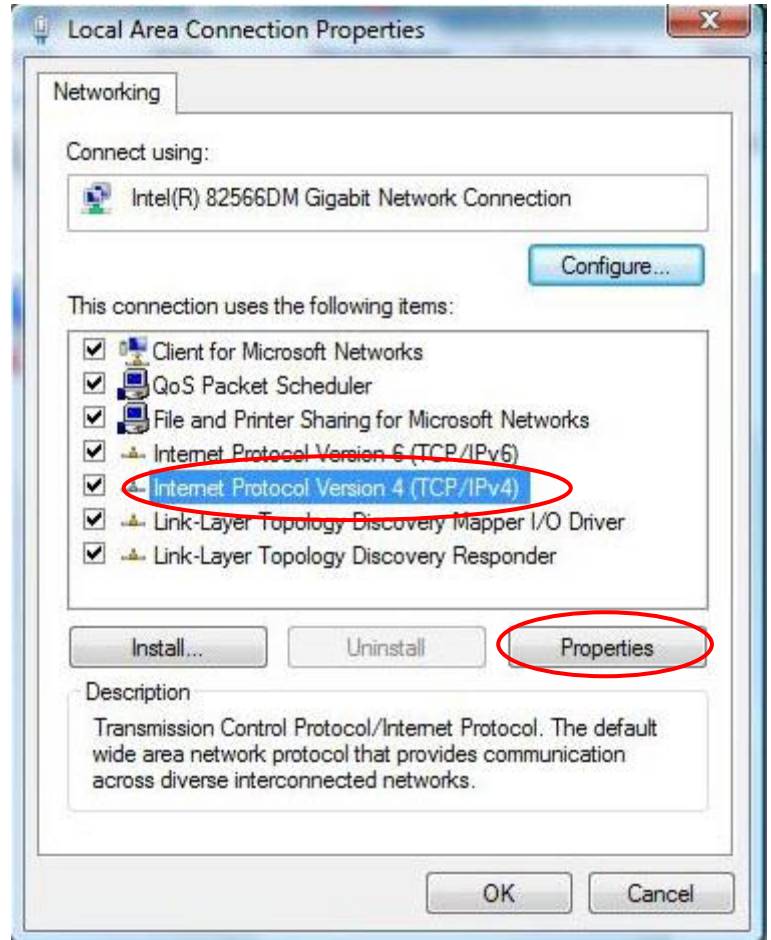 Local Area Connection Properties
Networking
Connect using:
Intel(R) 82566DM Gigabit Network Connection
Configure...
This connection uses the following items:
Client for Microsoft Networks
QoS Packet Scheduler
File and Printer Sharing for Microsoft Networks
Internet Protocol Version 6 (TCP/IPv6)
Internet Protocol Version 4 (TCP/IPv4)
Link-Layer Topology Discovery Mapper I/O Driver
Link-Layer Topology Discovery Responder
Install... Uninstall Properties
Description
Transmission Control Protocol/Internet Protocol. The default
wide area network protocol that provides communication
across diverse interconnected networks.
OK Cancel